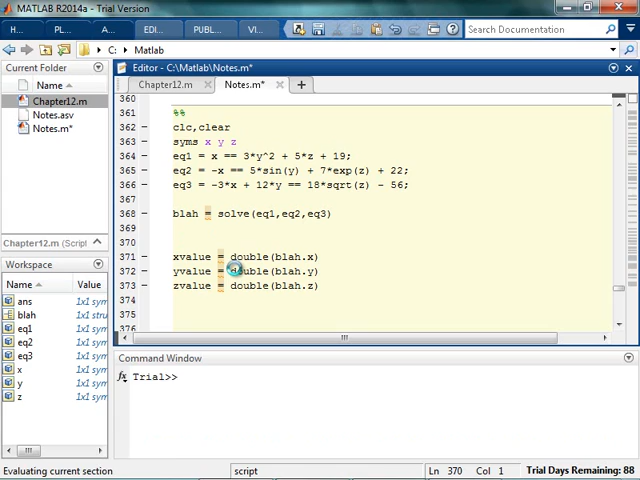 MATLAB R2014a - Trial Version
H... P... A... EDI... PUBL... VI... Search Documentation
C: Matlab
Current Folder
Name
Chapter12.m
Notes.asv
Notes.m*
Chapter12.m (Script)
Workspace
Name Value
ans 1x1 sym
blah 1x1 stru
eq1 1x1 sym
eq2 1x1 sym
eq3 1x1 sym
x 1x1 sym
y 1x1 sym
z 1x1 sym
Editor - C:\Matlab\Notes.m*
Chapter12.m Notes.m*
360
361 %%
362 clc,clear
363 syms x y z
364 eq1 = x == 3*y^2 + 5*z + 19;
365 eq2 = -x == 5*sin(y) + 7*exp(z) + 22;
366 eq3 = -3*x + 12*y == 18*sqrt(z) - 56;
367
368 blah = solve(eq1,eq2,eq3)
369
370
371 xvalue = double(blah.x)
372 yvalue = double(blah.y)
373 zvalue = double(blah.z)
374
375
376
Command Window
fx Trial>>
Evaluating current section script Ln 370 Col 1 Trial Days Remaining: 88